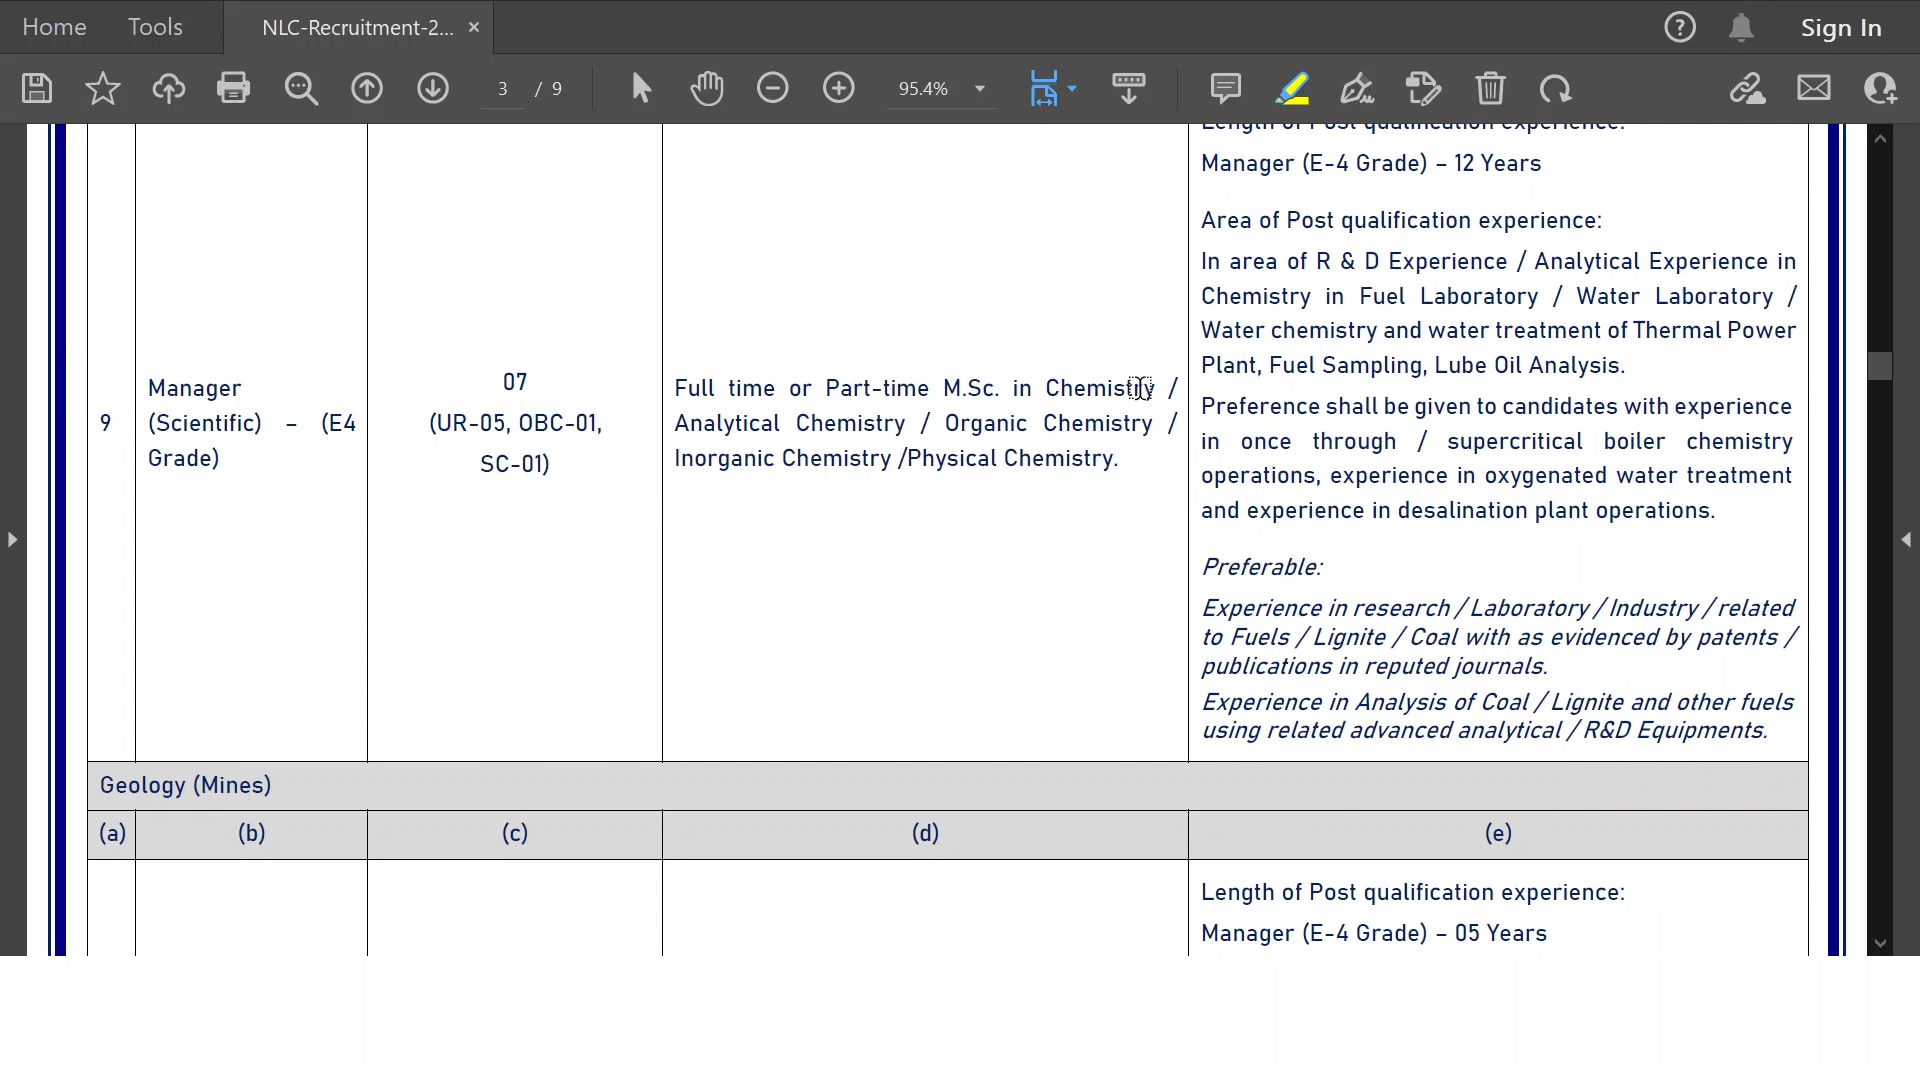 Home
Tools
NLC-Recruitment-2... ×
Sign In
3 / 9
95.4%
Length of Post qualification experience:
Manager (E-4 Grade) – 12 Years
Area of Post qualification experience:
In area of R & D Experience / Analytical Experience in
Chemistry in Fuel Laboratory / Water Laboratory /
Water chemistry and water treatment of Thermal Power
Plant, Fuel Sampling, Lube Oil Analysis.
Preference shall be given to candidates with experience
in once through / supercritical boiler chemistry
operations, experience in oxygenated water treatment
and experience in desalination plant operations.
Preferable:
Experience in research / Laboratory / Industry / related
to Fuels / Lignite / Coal with as evidenced by patents /
publications in reputed journals.
Experience in Analysis of Coal / Lignite and other fuels
using related advanced analytical / R&D Equipments.
9
Manager
(Scientific) – (E4
Grade)
07
(UR-05, OBC-01,
SC-01)
Full time or Part-time M.Sc. in Chemistry /
Analytical Chemistry / Organic Chemistry /
Inorganic Chemistry /Physical Chemistry.
Geology (Mines)
(a)
(b)
(c)
(d)
(e)
Length of Post qualification experience:
Manager (E-4 Grade) – 05 Years